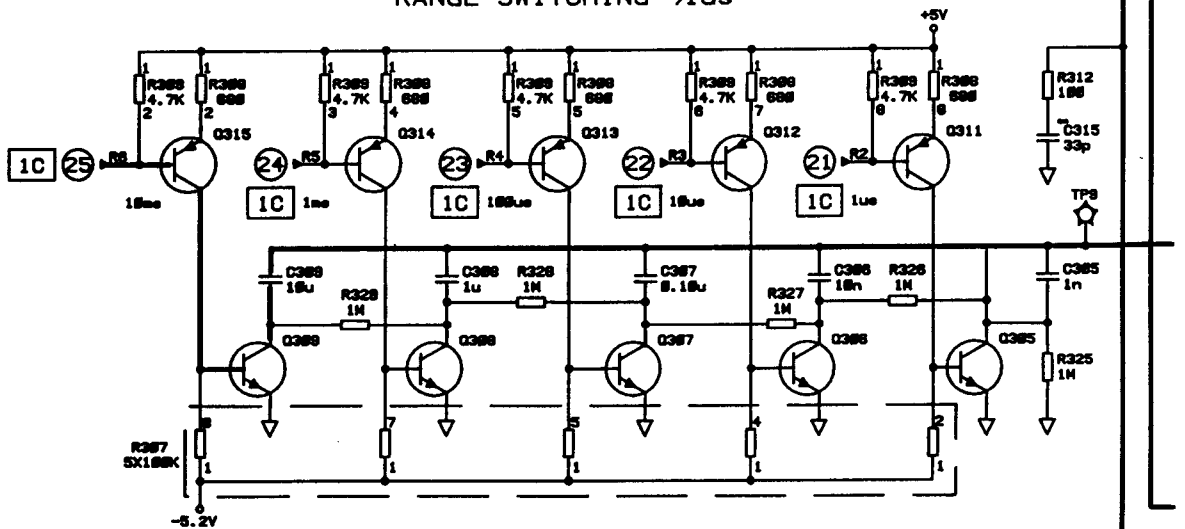 RANGE SWITCHING
+5V
1 1 1 1 1 1 1 1 1 1
R309 4.7K 2
R308 680 2
R309 4.7K 3
R308 680 4
R309 4.7K 5
R308 680 5
R309 4.7K 6
R308 680 7
R309 4.7K 8
R308 680 8
R312 100
Q315
Q314
Q313
Q312
Q311
C315 33p
1C 25 R6
24 R5
23 R4
22 R3
21 R2
10ms
1C 1ms
1C 100us
1C 10us
1C 1us
TP9
C309 10u
C308 1u
R328 1M
C307 0.10u
C306 10n
R326 1M
C305 1n
R329 1M
R327 1M
Q309
Q308
Q307
Q306
Q305
R325 1M
8 7 5 4 2
R307
5X100K
1 1 1 1 1
-5.2V